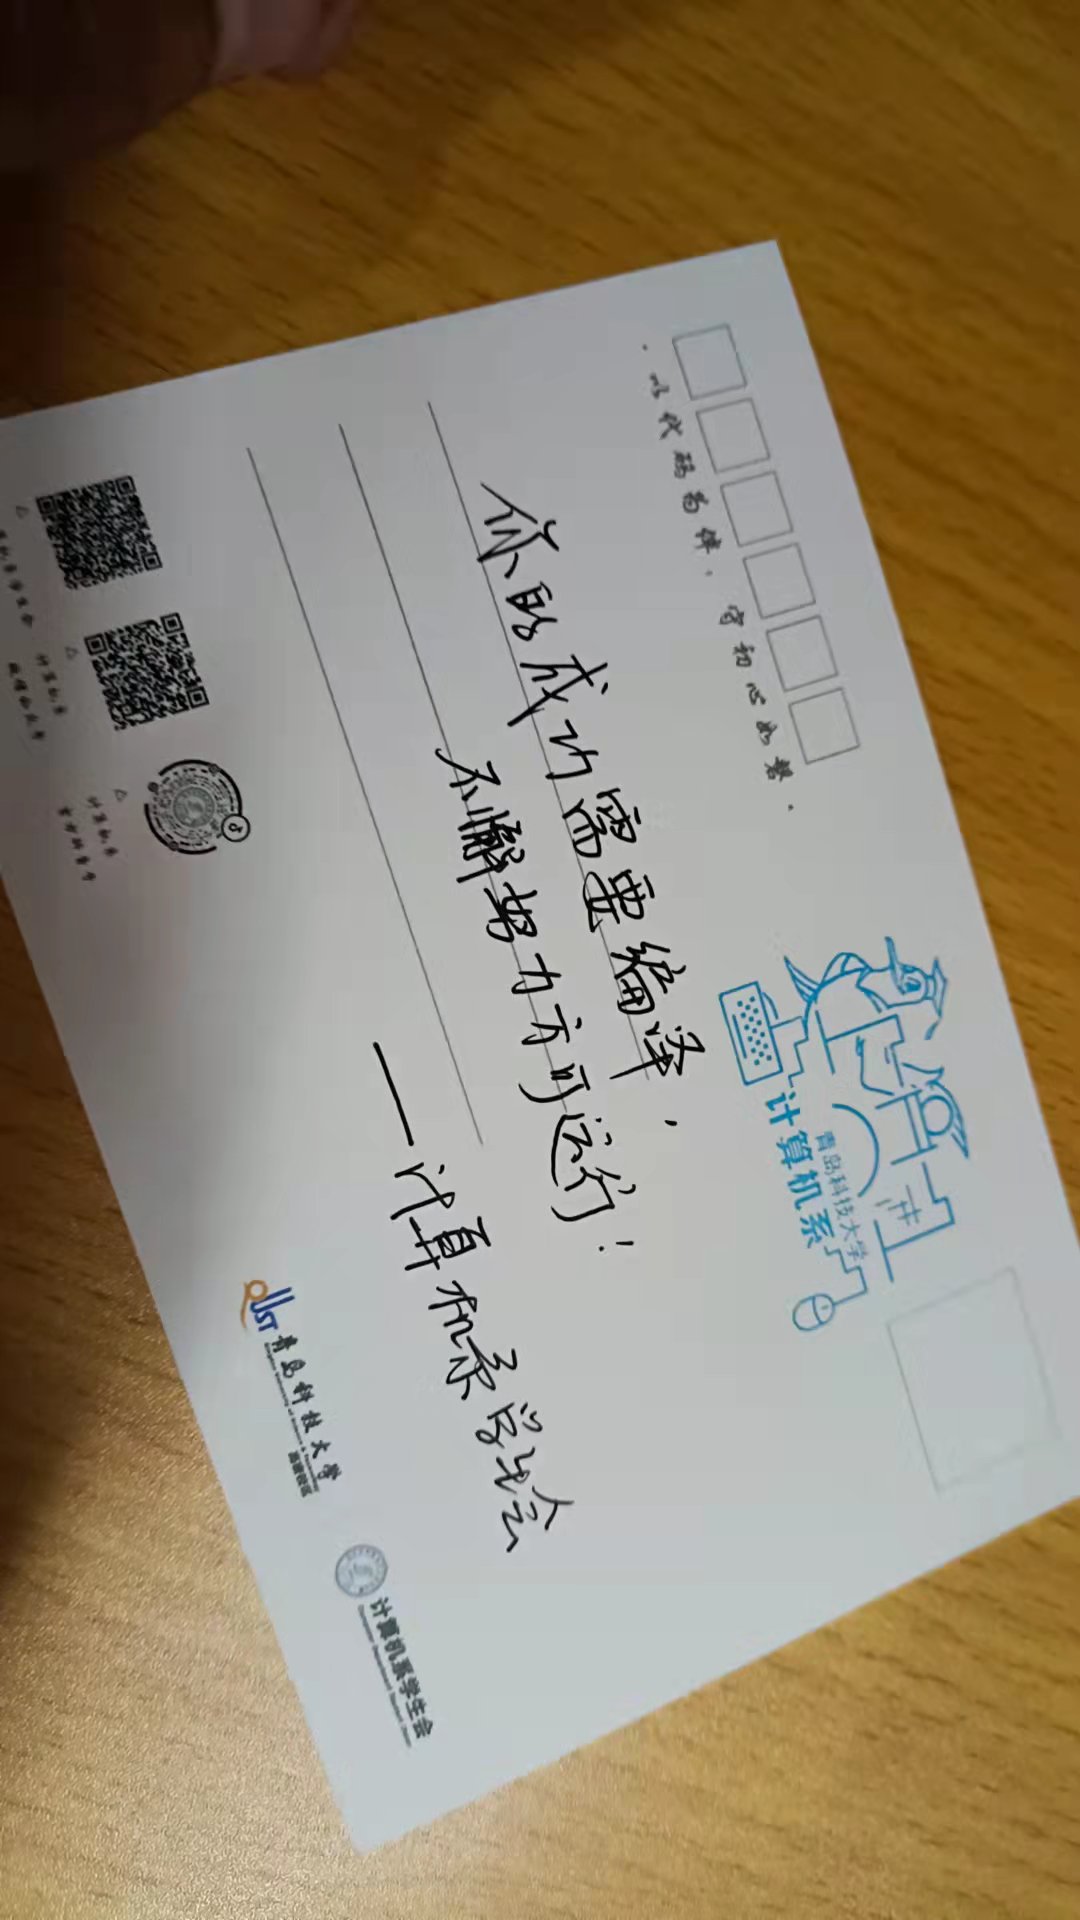 青岛科技大学
计算机系
·以代码为伴，守初心如磐·
你的成功需要编译，
不懈努力方可运行！
—计算机系学生会
计算机系学生会
Computer Department Student Union
QUST 青岛科技大学
Qingdao University of Science & Technology
高密校区
计算机系
官方抖音号
计算机系
微信公众号
机系学生会